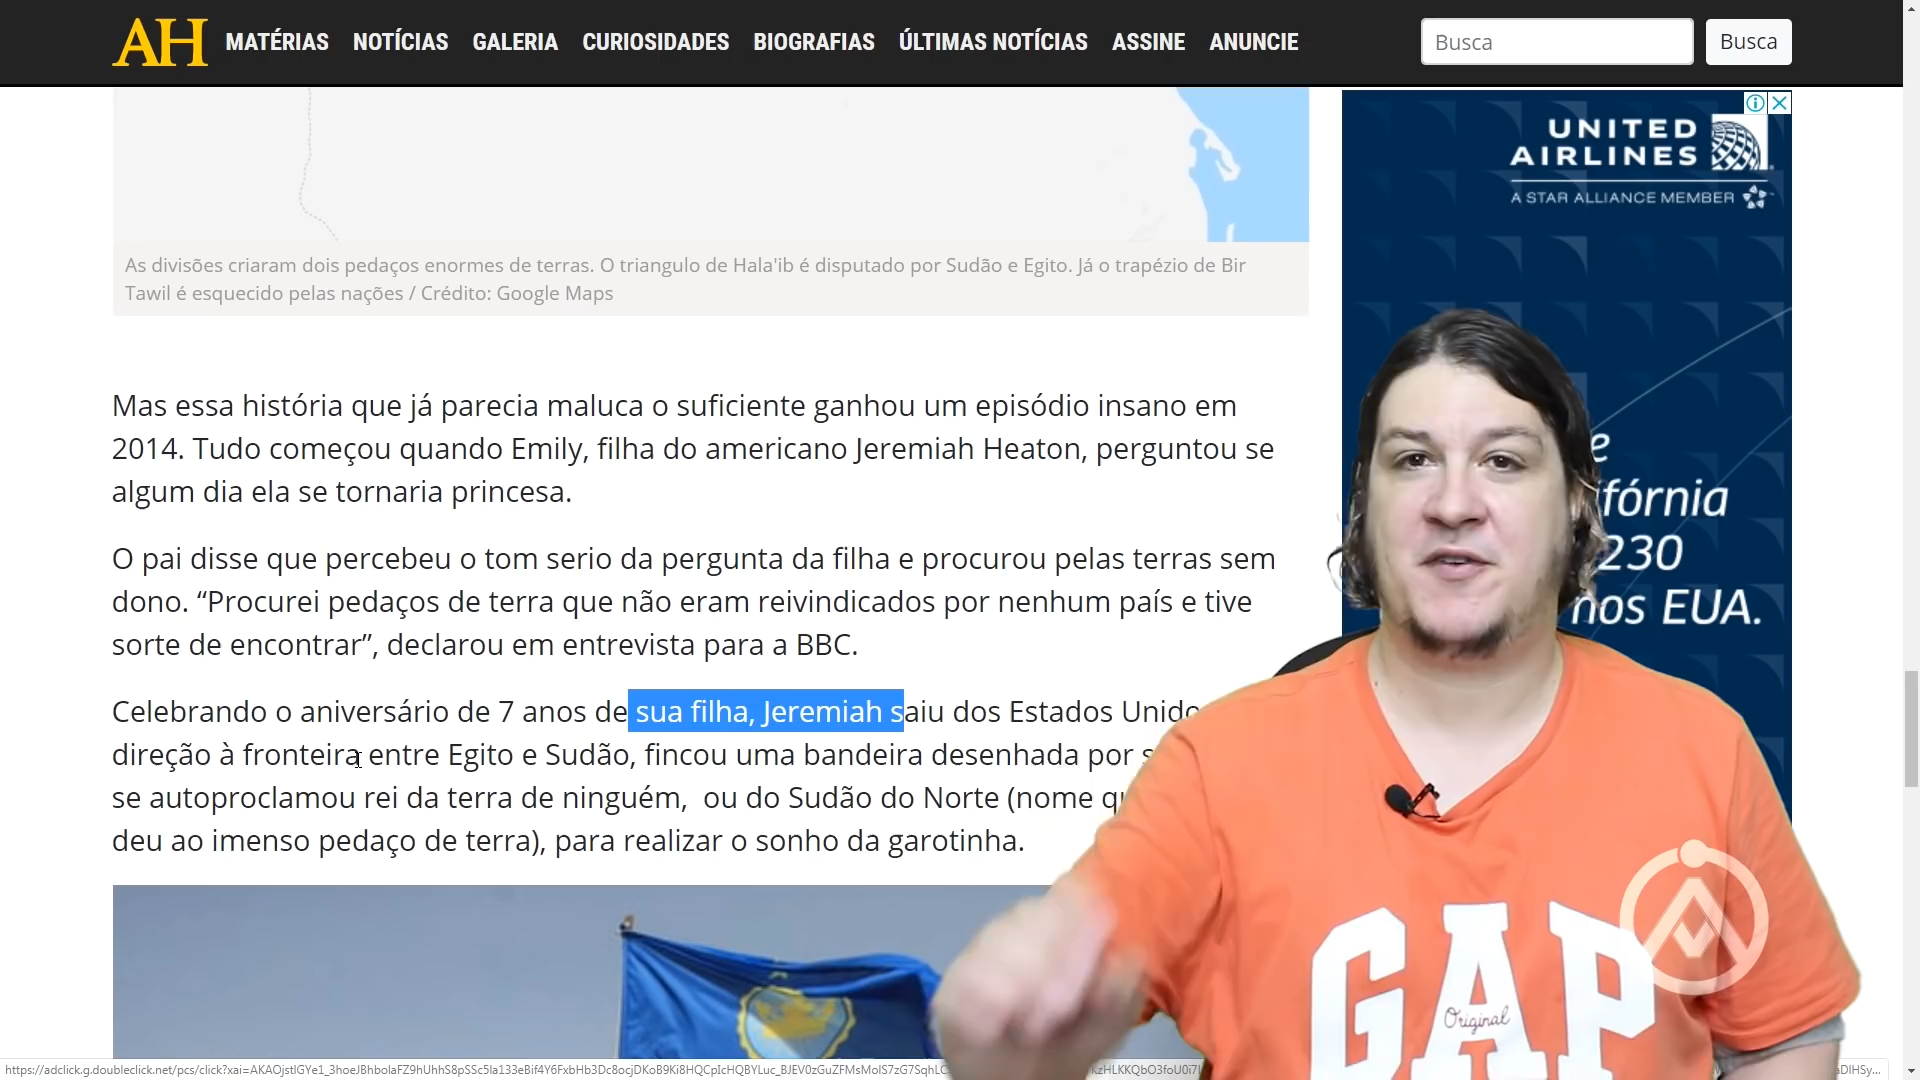 AH MATÉRIAS NOTÍCIAS GALERIA CURIOSIDADES BIOGRAFIAS ÚLTIMAS NOTÍCIAS ASSINE ANUNCIE Busca Busca
As divisões criaram dois pedaços enormes de terras. O triangulo de Hala'ib é disputado por Sudão e Egito. Já o trapézio de Bir
Tawil é esquecido pelas nações / Crédito: Google Maps
Mas essa história que já parecia maluca o suficiente ganhou um episódio insano em
2014. Tudo começou quando Emily, filha do americano Jeremiah Heaton, perguntou se
algum dia ela se tornaria princesa.
O pai disse que percebeu o tom serio da pergunta da filha e procurou pelas terras sem
dono. “Procurei pedaços de terra que não eram reivindicados por nenhum país e tive
sorte de encontrar”, declarou em entrevista para a BBC.
Celebrando o aniversário de 7 anos de sua filha, Jeremiah saiu dos Estados Unido
direção à fronteira entre Egito e Sudão, fincou uma bandeira desenhada por s
se autoproclamou rei da terra de ninguém, ou do Sudão do Norte (nome qu
deu ao imenso pedaço de terra), para realizar o sonho da garotinha.
UNITED
AIRLINES
A STAR ALLIANCE MEMBER
e
ifórnia
230
nos EUA.
GAP
Original